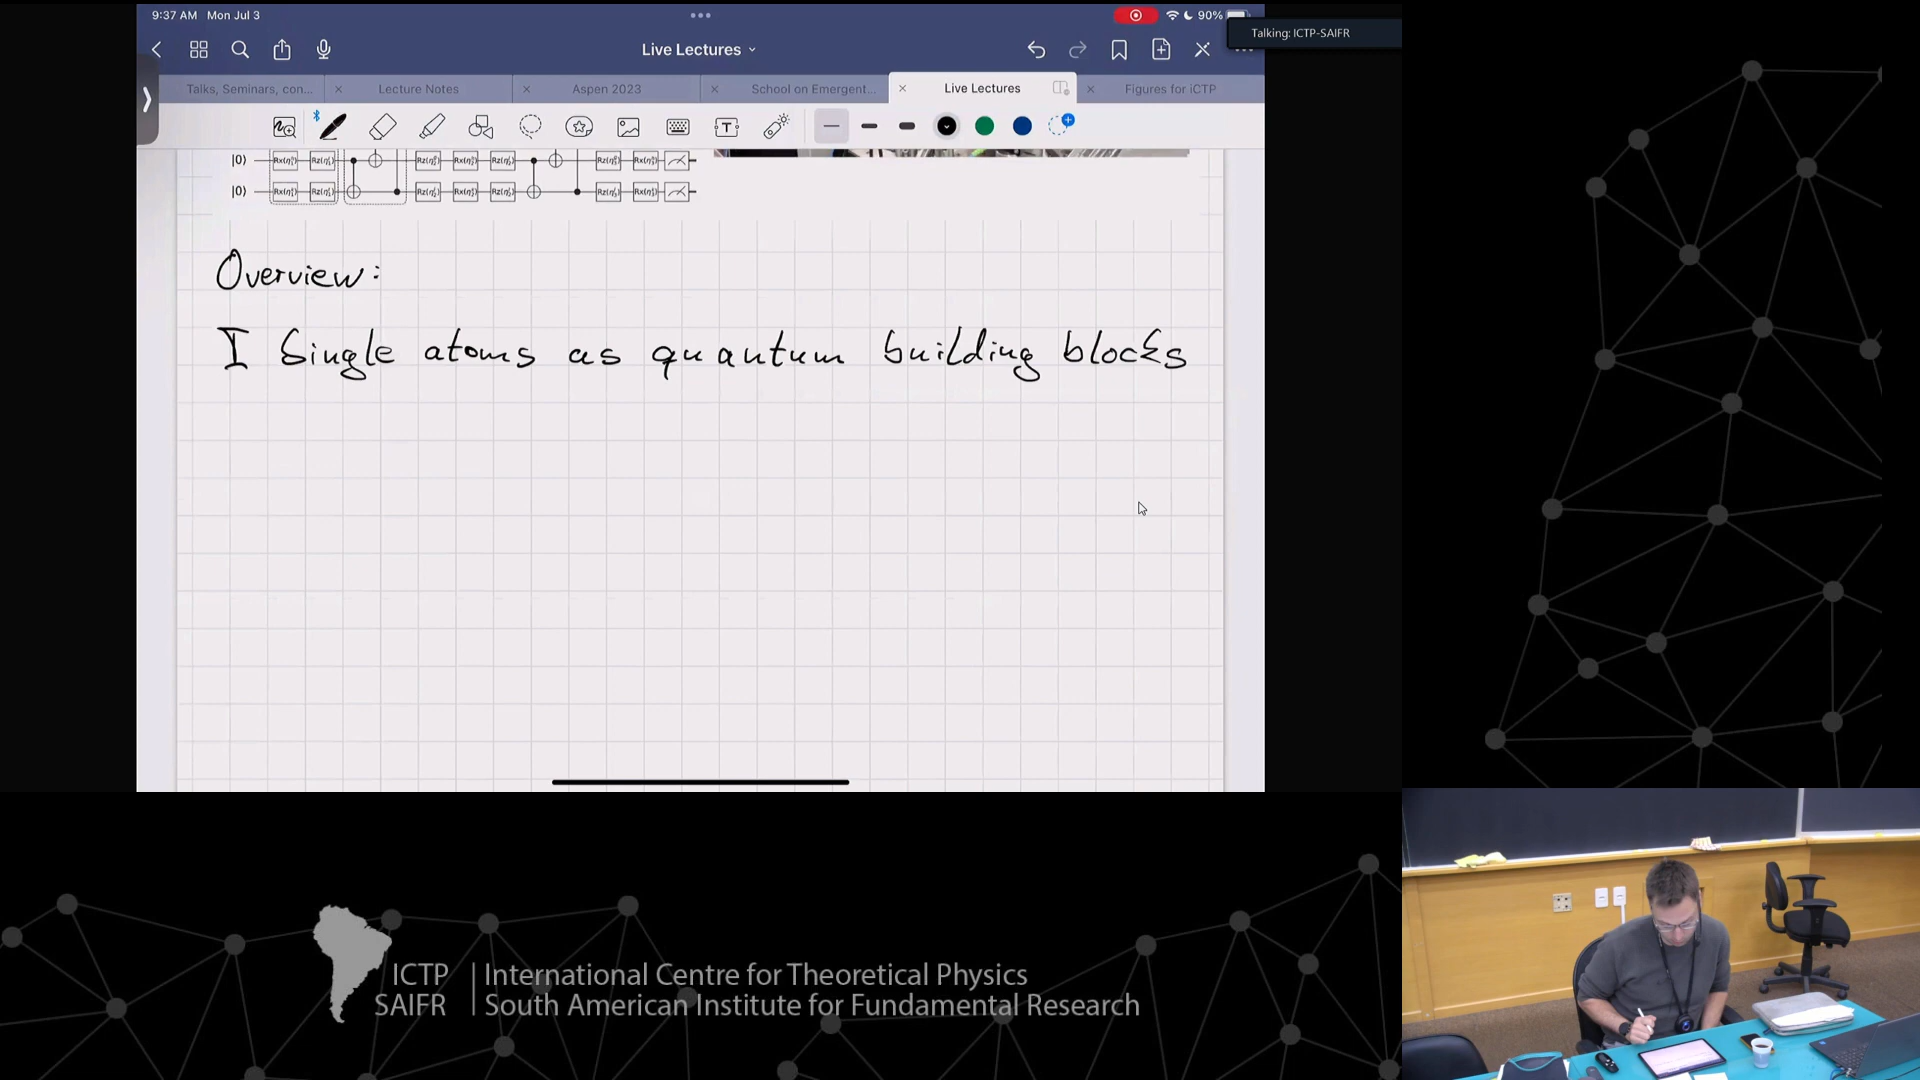 9:37 AM Mon Jul 3
90%
Talking: ICTP-SAIFR
Live Lectures
Talks, Seminars, con...
Lecture Notes
Aspen 2023
School on Emergent...
Live Lectures
Figures for iCTP
|0⟩
|0⟩
Overview:
I Single atoms as quantum building blocks
ICTP
SAIFR
International Centre for Theoretical Physics
South American Institute for Fundamental Research